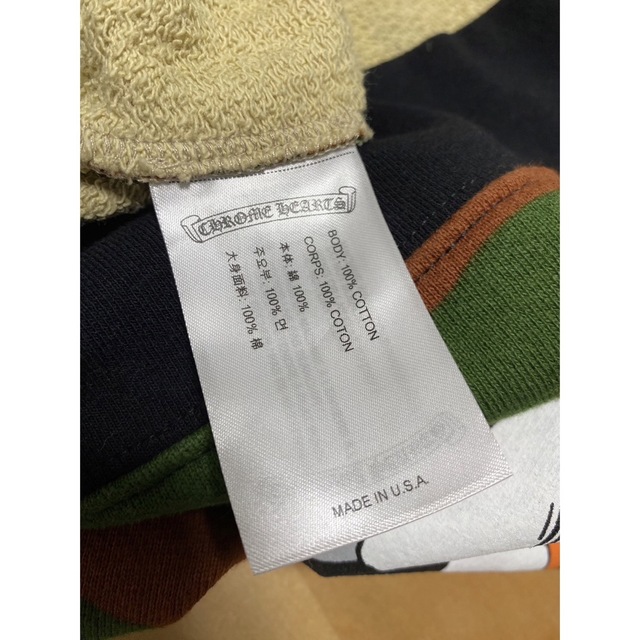 CHROME HEARTS
BODY: 100% COTTON
CORPS: 100% COTON
本体: 綿 100%
주요부: 100% 면
大身面料: 100% 棉
MADE IN U.S.A.